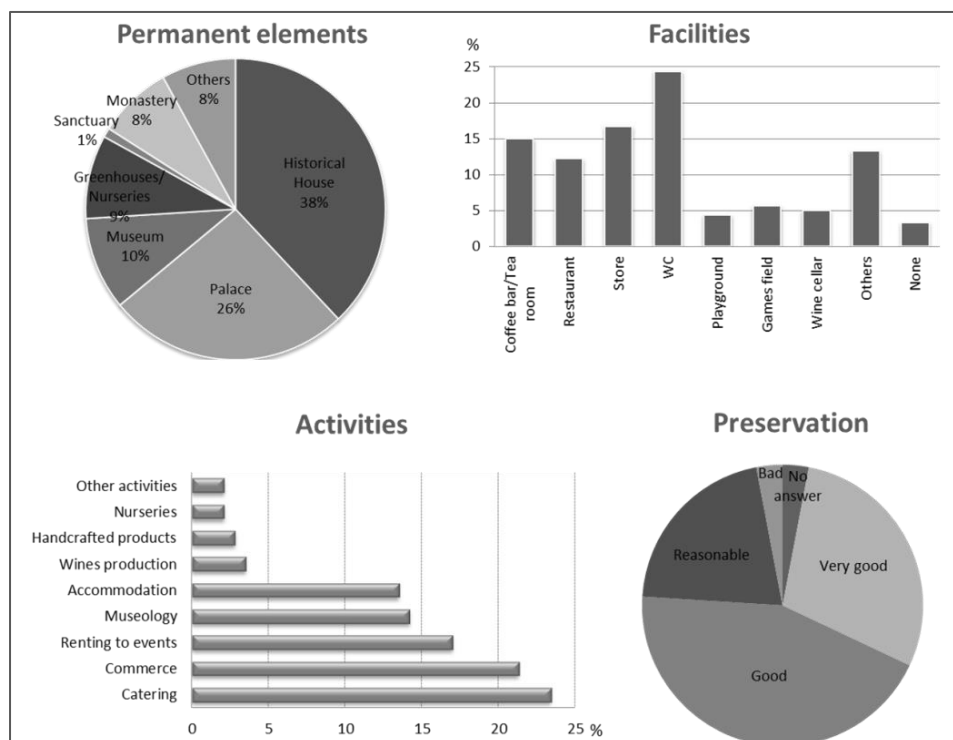 Permanent elements
Others
8%
Monastery
8%
Sanctuary
1%
Greenhouses/
Nurseries
9%
Museum
10%
Palace
26%
Historical
House
38%
Facilities
%
25
20
15
10
5
0
Coffee bar/Tea
room
Restaurant
Store
WC
Playground
Games field
Wine cellar
Others
None
Activities
Other activities
Nurseries
Handcrafted products
Wines production
Accommodation
Museology
Renting to events
Commerce
Catering
0 5 10 15 20 25 %
Preservation
Bad
No
answer
Reasonable
Very good
Good